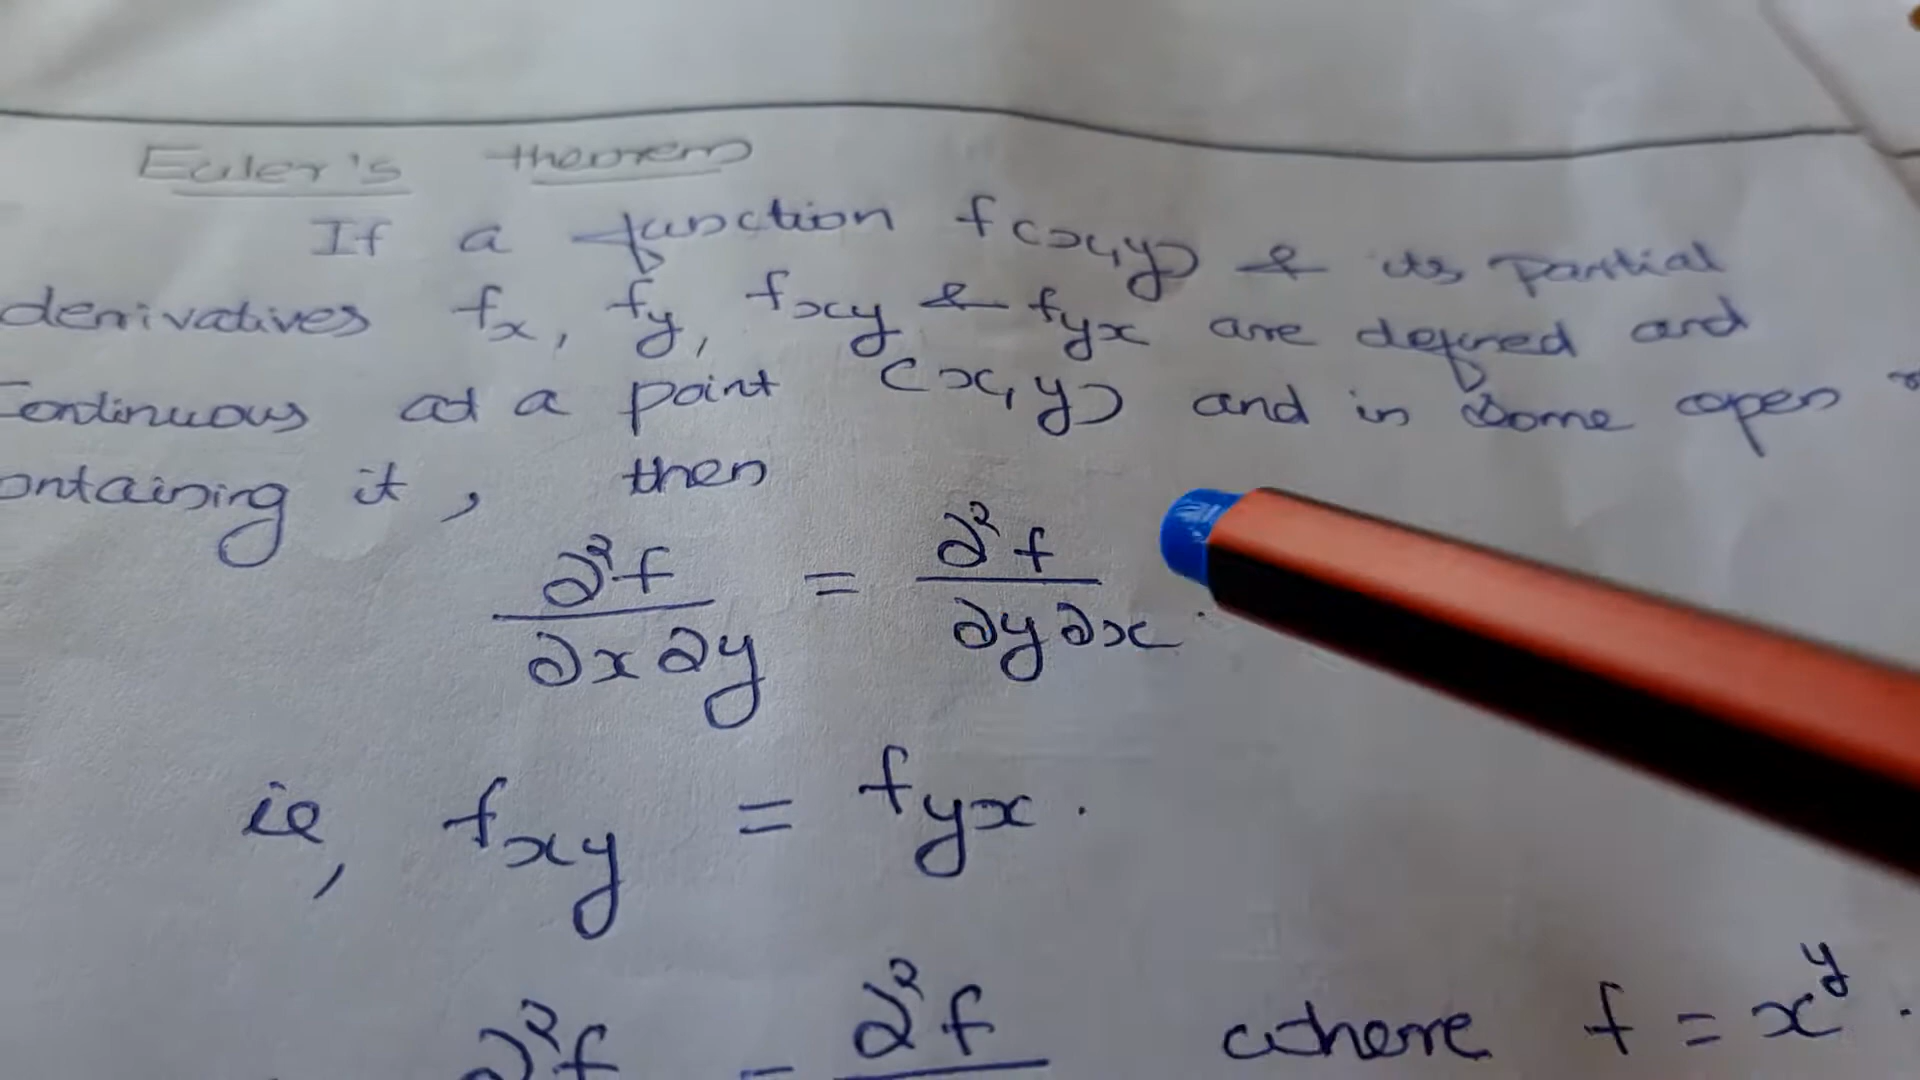 Euler's theorem
If a function f(x,y) & its partial
derivatives fx, fy, fxy & fyx are defined and
Continuous at a point (x,y) and in some open
ontaining it, then
∂²f/∂x∂y = ∂²f/∂y∂x.
ie, fxy = fyx.
∂²f = ∂²f where f = x^y.